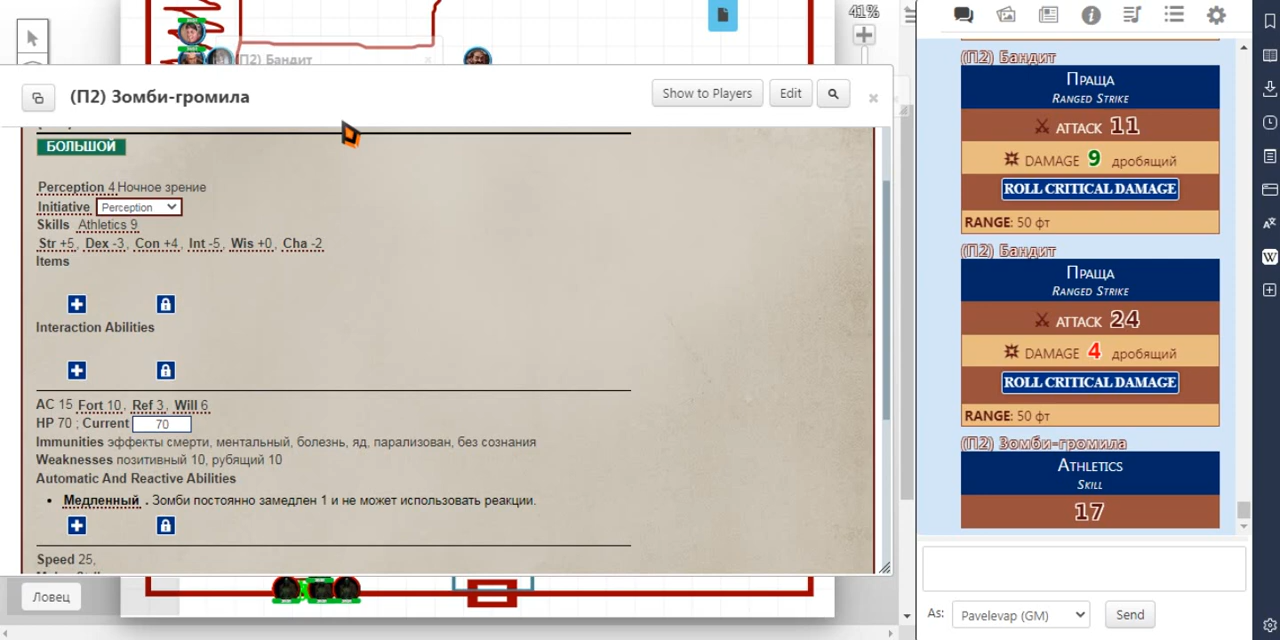 41%
(П2) Бандит
(П2) Зомби-громила
Show to Players
Edit
БОЛЬШОЙ
Perception 4 Ночное зрение
Initiative Perception
Skills Athletics 9
Str +5, Dex -3, Con +4, Int -5, Wis +0, Cha -2
Items
Interaction Abilities
AC 15 Fort 10, Ref 3, Will 6
HP 70 ; Current 70
Immunities эффекты смерти, ментальный, болезнь, яд, парализован, без сознания
Weaknesses позитивный 10, рубящий 10
Automatic And Reactive Abilities
• Медленный . Зомби постоянно замедлен 1 и не может использовать реакции.
Speed 25,
Ловец
(П2) Бандит
Праща
Ranged Strike
ATTACK 11
DAMAGE 9 дробящий
ROLL CRITICAL DAMAGE
RANGE: 50 фт
(П2) Бандит
Праща
Ranged Strike
ATTACK 24
DAMAGE 4 дробящий
ROLL CRITICAL DAMAGE
RANGE: 50 фт
(П2) Зомби-громила
Athletics
Skill
17
As: Pavelevap (GM)
Send